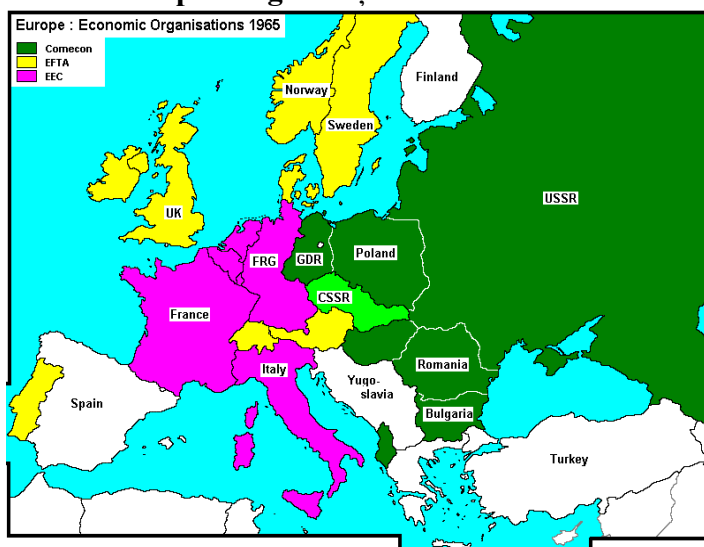 Europe : Economic Organisations 1965
Comecon
EFTA
EEC
Finland
Norway
Sweden
USSR
UK
FRG
GDR
Poland
CSSR
France
Romania
Italy
Yugo-
slavia
Spain
Bulgaria
Turkey